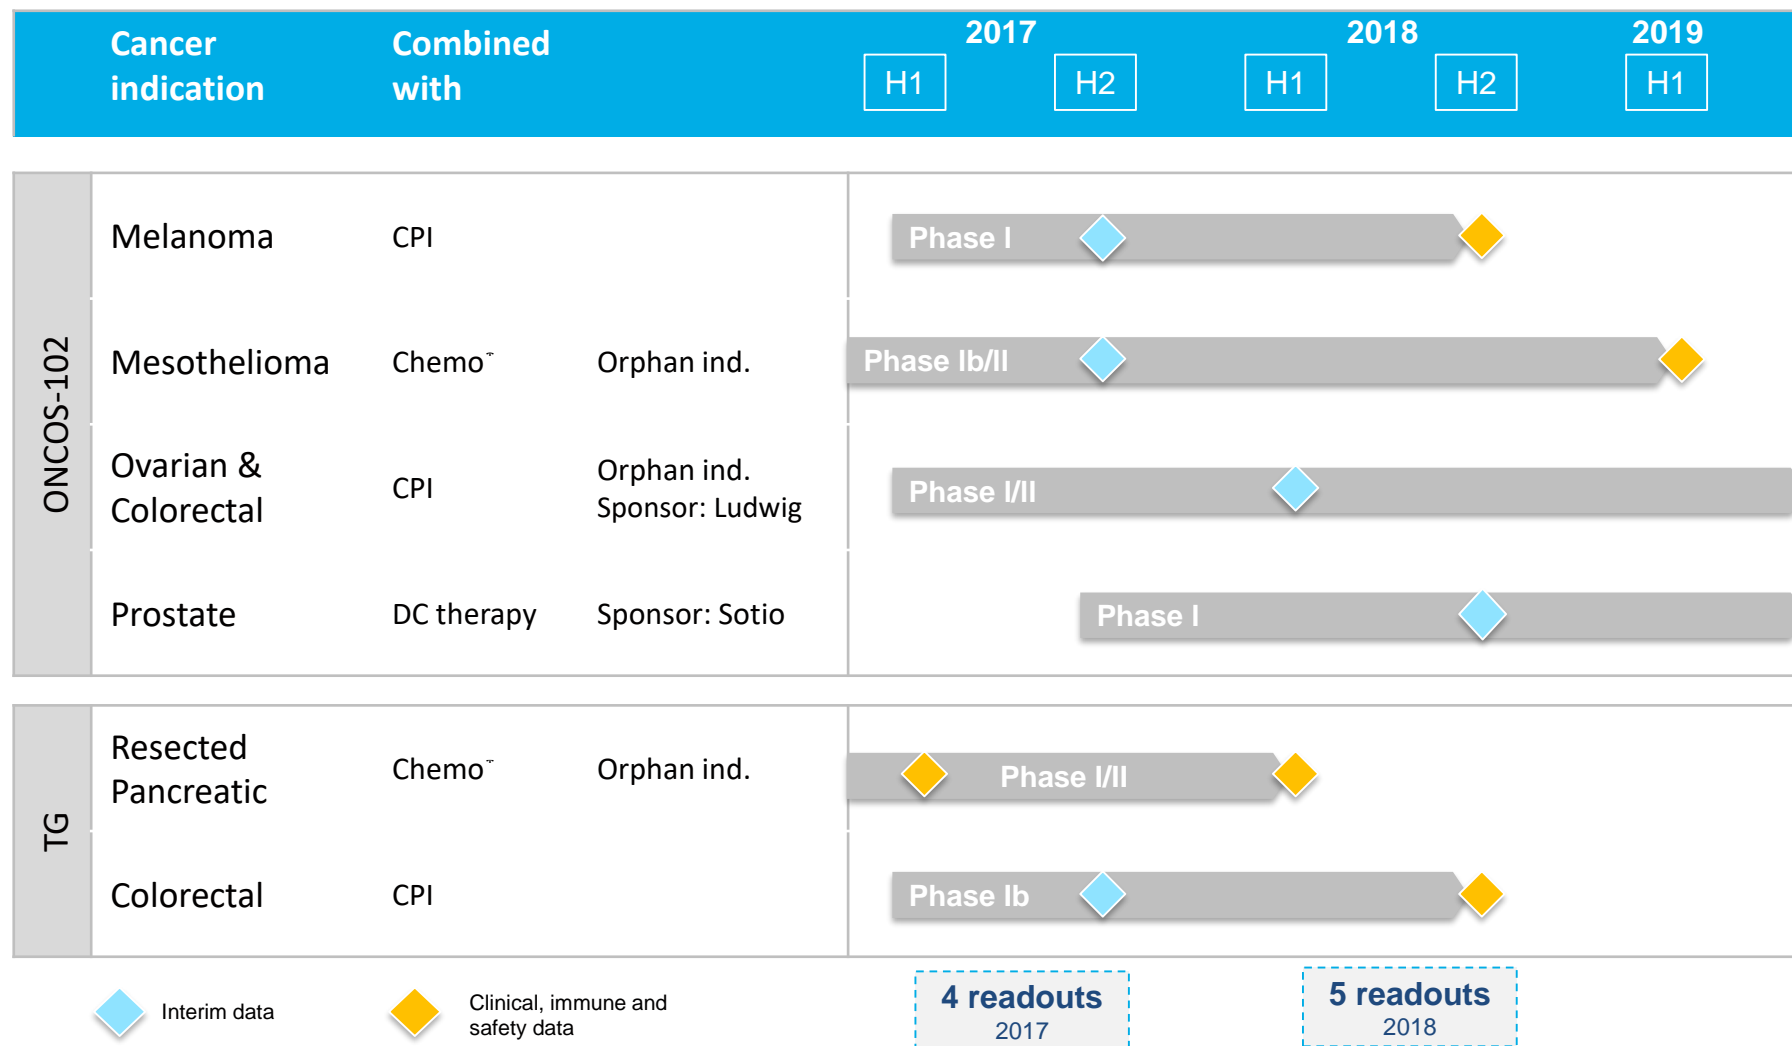 Cancer indication
Combined with
2017
2018
2019
H1
H2
H1
H2
H1
ONCOS-102
Melanoma
CPI
Phase I
Mesothelioma
Chemo
Orphan ind.
Phase Ib/II
Ovarian &
Colorectal
CPI
Orphan ind.
Sponsor: Ludwig
Phase I/II
Prostate
DC therapy
Sponsor: Sotio
Phase I
TG
Resected
Pancreatic
Chemo
Orphan ind.
Phase I/II
Colorectal
CPI
Phase Ib
Interim data
Clinical, immune and
safety data
4 readouts
2017
5 readouts
2018